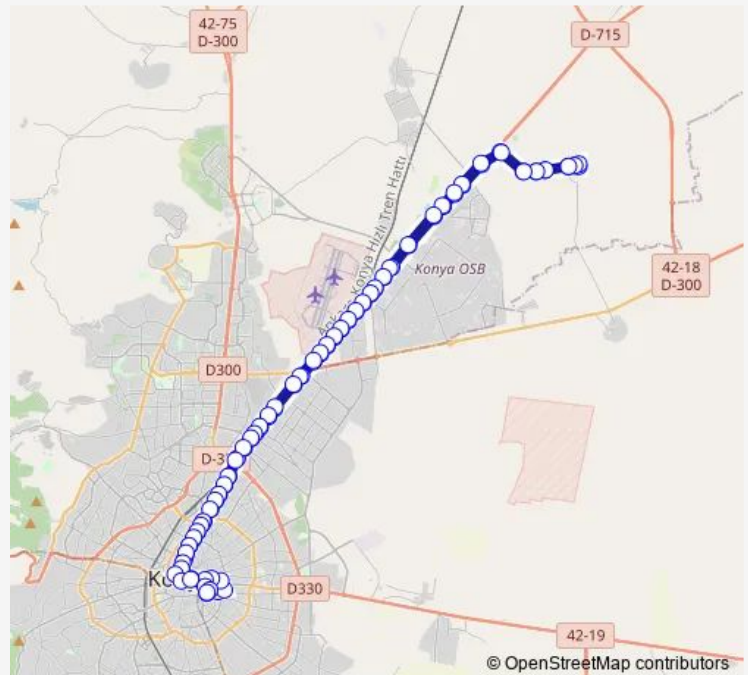 42-75
D-300
D-715
Ankara Konya Hızlı Tren Hattı
Konya OSB
42-18
D-300
D300
Ko
D330
42-19
© OpenStreetMap contributors